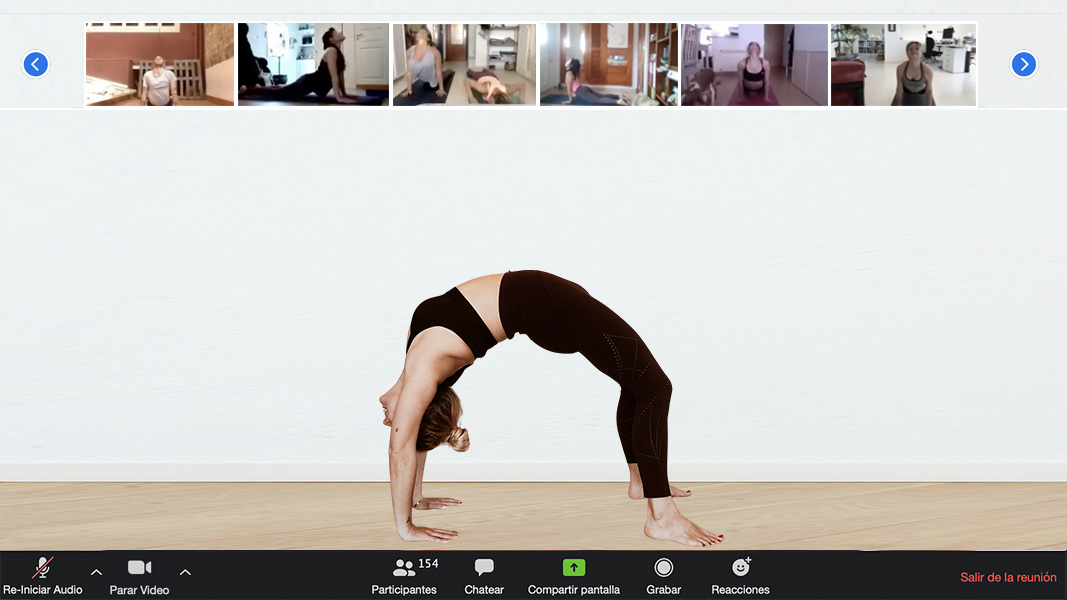 154
Re-Iniciar Audio
Parar Video
Participantes
Chatear
Compartir pantalla
Grabar
Reacciones
Salir de la reunión